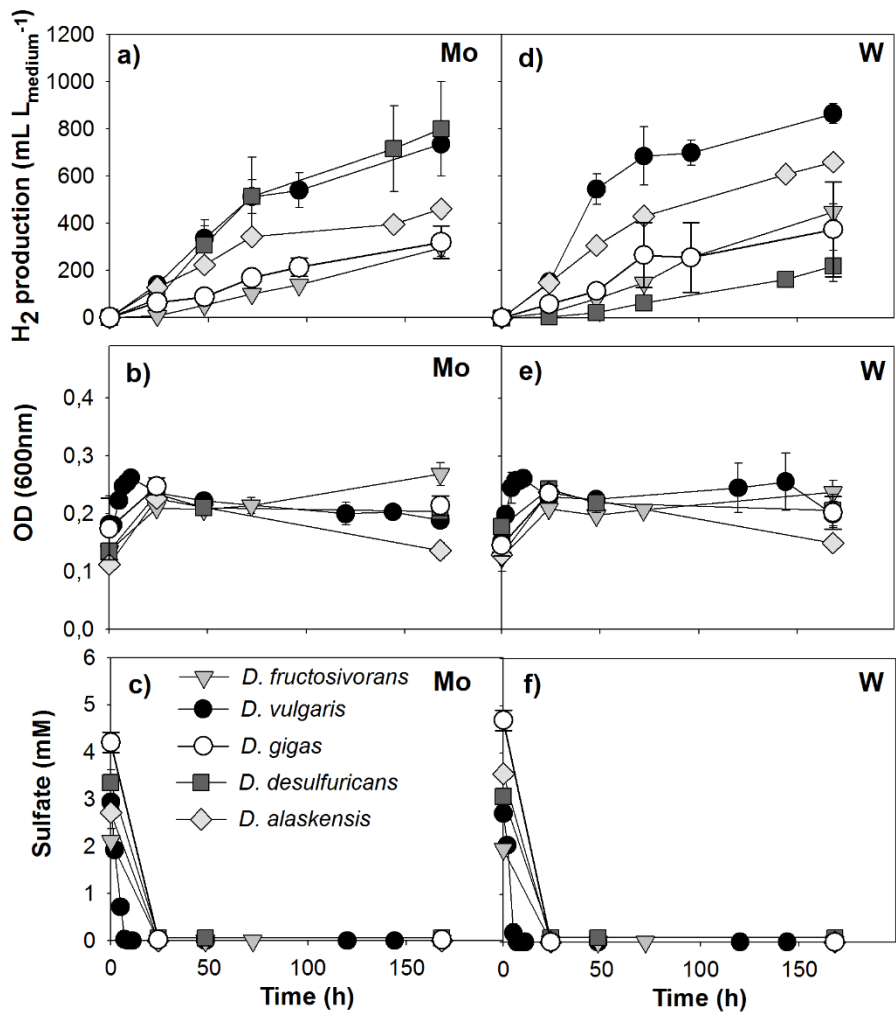 H2 production (mL Lmedium-1)
1200
1000
800
600
400
200
0
a)
Mo
d)
W
OD (600nm)
0,4
0,3
0,2
0,1
0,0
b)
Mo
e)
W
Sulfate (mM)
6
5
4
3
2
1
0
c)
Mo
D. fructosivorans
D. vulgaris
D. gigas
D. desulfuricans
D. alaskensis
f)
W
0 50 100 150
0 50 100 150
Time (h)
Time (h)